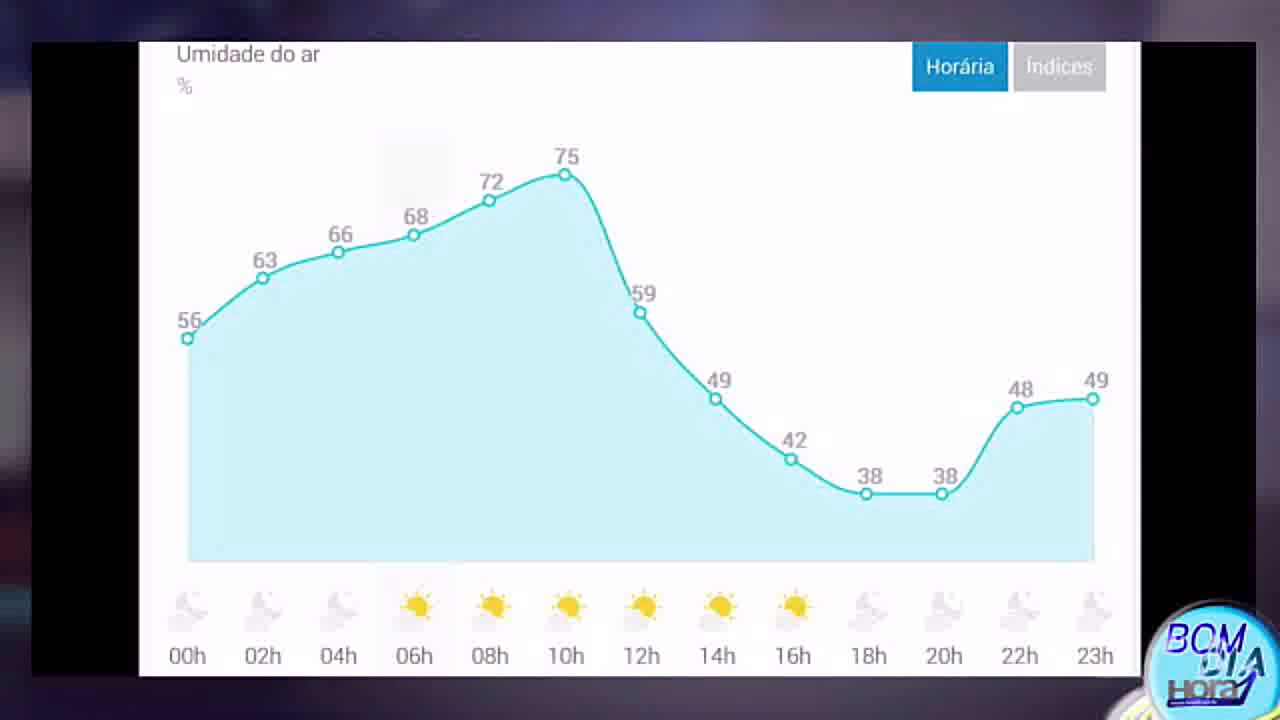 Umidade do ar
%
Horária
Índices
75
72
68
66
63
59
56
49
42
38
38
48
49
00h 02h 04h 06h 08h 10h 12h 14h 16h 18h 20h 22h 23h
BOM
DIA
Hora 1